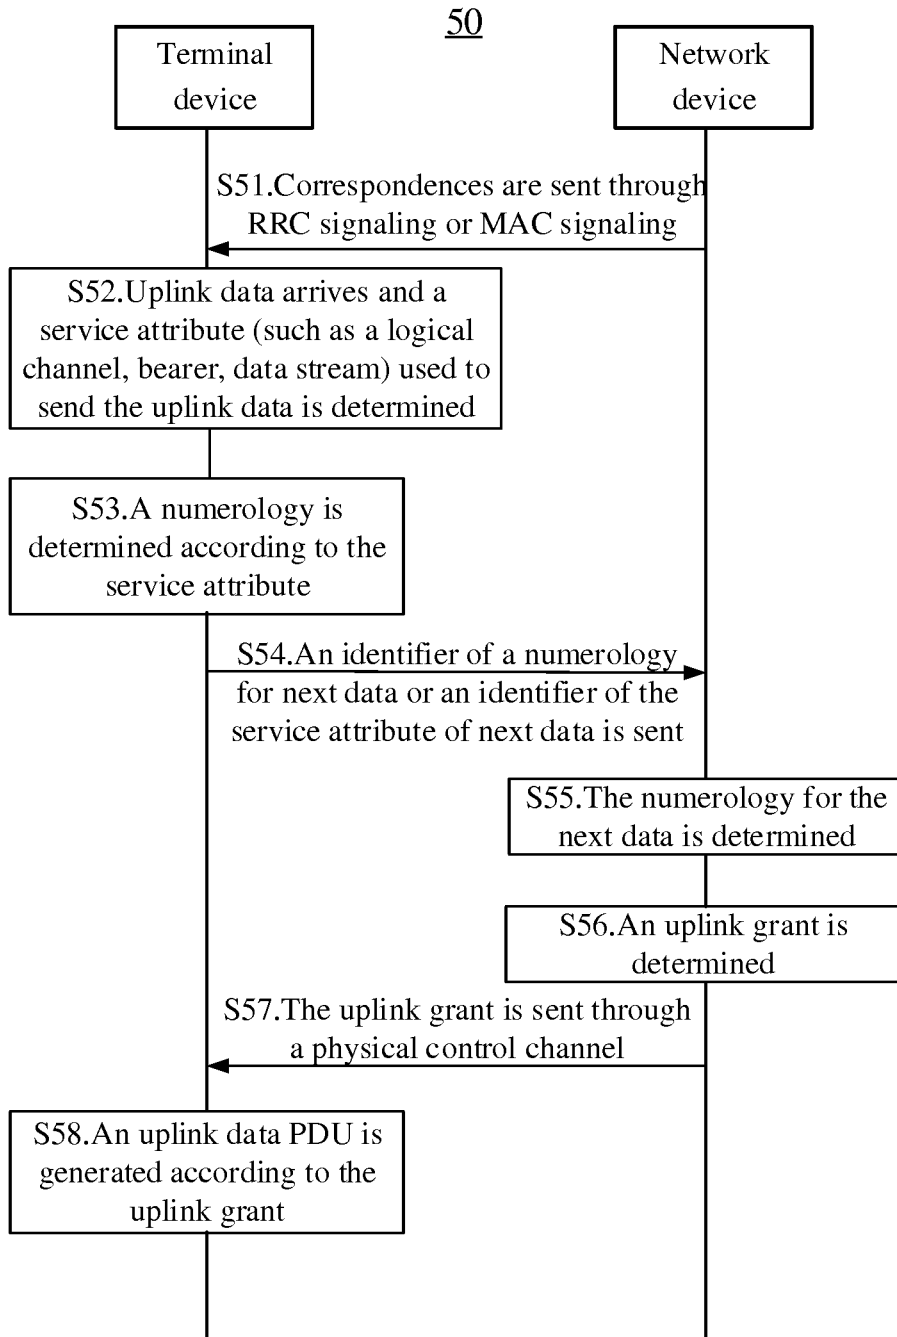 50
Terminal
device
Network
device
S51.Correspondences are sent through
RRC signaling or MAC signaling
S52.Uplink data arrives and a
service attribute (such as a logical
channel, bearer, data stream) used to
send the uplink data is determined
S53.A numerology is
determined according to the
service attribute
S54.An identifier of a numerology
for next data or an identifier of the
service attribute of next data is sent
S55.The numerology for the
next data is determined
S56.An uplink grant is
determined
S57.The uplink grant is sent through
a physical control channel
S58.An uplink data PDU is
generated according to the
uplink grant